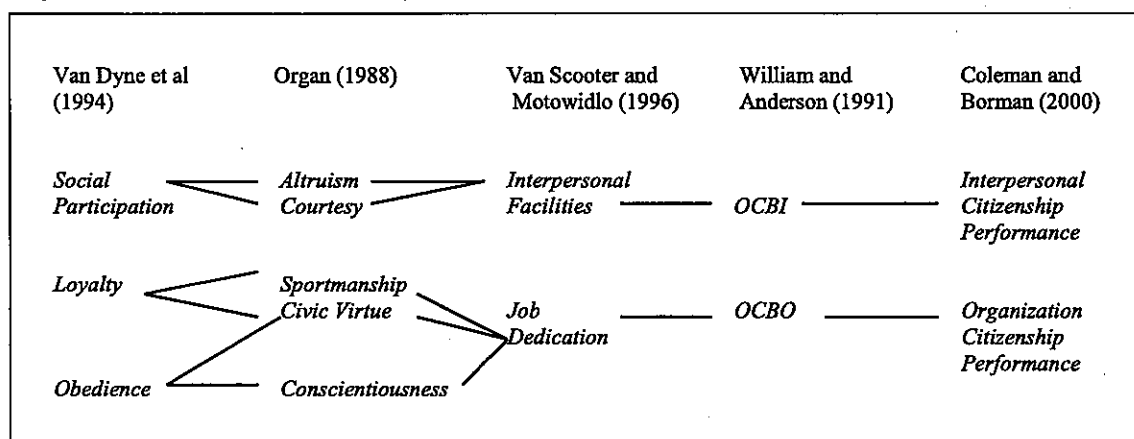 Van Dyne et al
(1994)
Organ (1988)
Van Scooter and
Motowidlo (1996)
William and
Anderson (1991)
Coleman and
Borman (2000)
Social
Participation
Altruism
Courtesy
Interpersonal
Facilities
OCBI
Interpersonal
Citizenship
Performance
Loyalty
Sportmanship
Civic Virtue
Job
Dedication
OCBO
Organization
Citizenship
Performance
Obedience
Conscientiousness